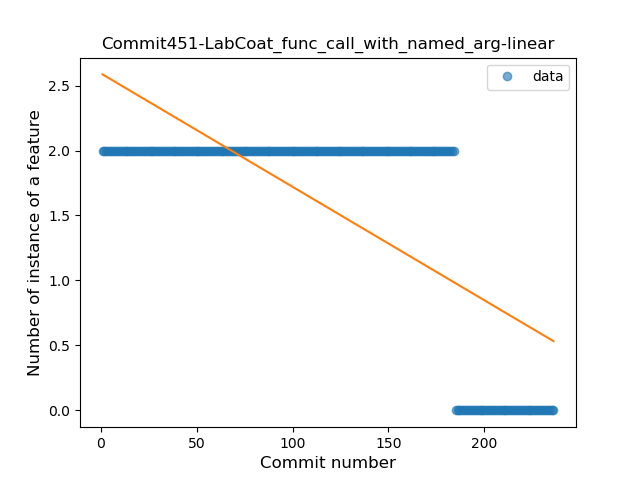 Commit451-LabCoat_func_call_with_named_arg-linear
data
Number of instance of a feature
2.5
2.0
1.5
1.0
0.5
0.0
0 50 100 150 200
Commit number